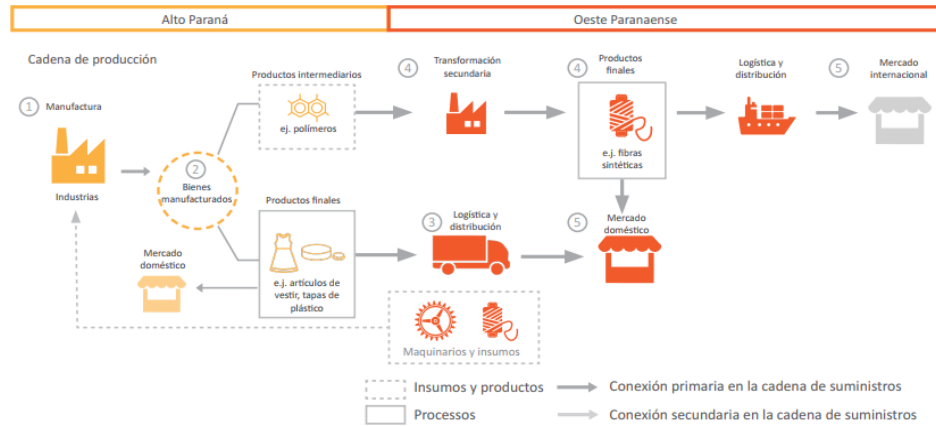 Alto Paraná
Oeste Paranaense
Cadena de producción
1 Manufactura
Industrias
2
Bienes
manufacturados
Productos intermediarios
ej. polímeros
Productos finales
e.j. artículos de
vestir, tapas de
plástico
Mercado
doméstico
4 Transformación
secundaria
4 Productos
finales
e.j. fibras
sintéticas
Logística y
distribución
5 Mercado
internacional
3 Logística y
distribución
5 Mercado
doméstico
Maquinarios y insumos
Insumos y productos
Conexión primaria en la cadena de suministros
Processos
Conexión secundaria en la cadena de suministros